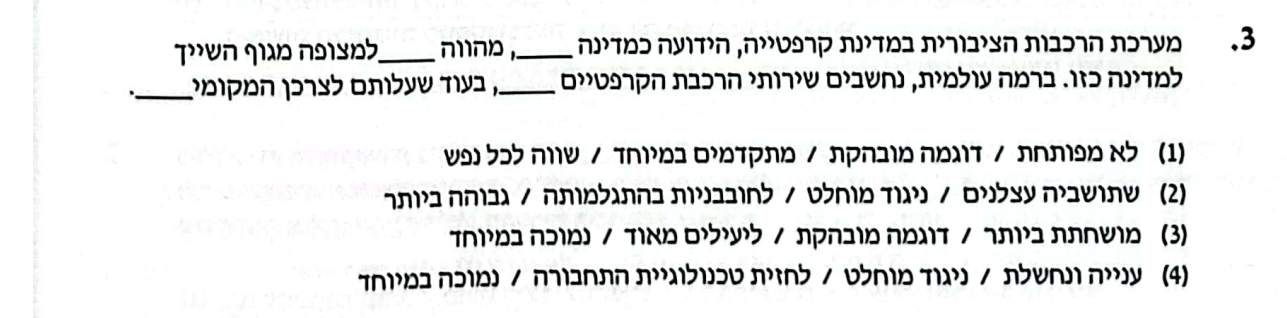 3. מערכת הרכבות הציבורית במדינת קרפטייה, הידועה כמדינה ____, מהווה ____למצופה מגוף השייך
למדינה כזו. ברמה עולמית, נחשבים שירותי הרכבת הקרפטיים ____, בעוד שעלותם לצרכן המקומי____.
(1) לא מפותחת / דוגמה מובהקת / מתקדמים במיוחד / שווה לכל נפש
(2) שתושביה עצלנים / ניגוד מוחלט / לחובבניות בהתגלמותה / גבוהה ביותר
(3) מושחתת ביותר / דוגמה מובהקת / ליעילים מאוד / נמוכה במיוחד
(4) ענייה ונחשלת / ניגוד מוחלט / לחזית טכנולוגיית התחבורה / נמוכה במיוחד